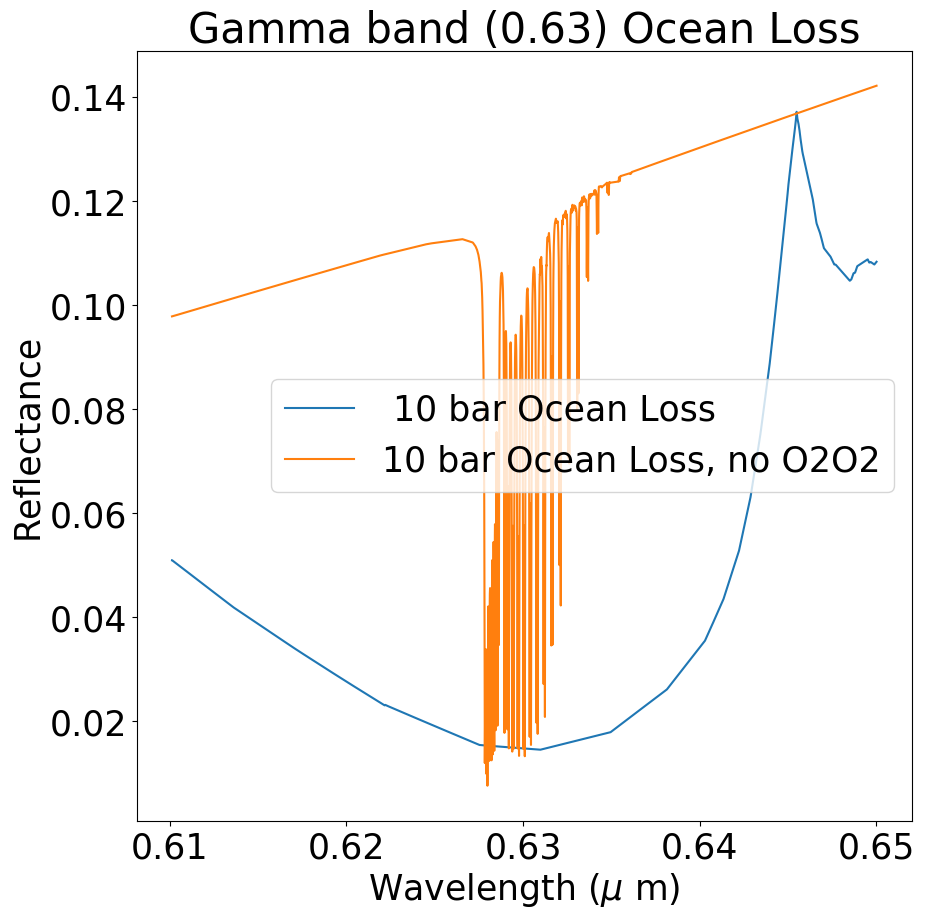 Gamma band (0.63) Ocean Loss
0.14
0.12
0.10
0.08
0.06
0.04
0.02
Reflectance
10 bar Ocean Loss
10 bar Ocean Loss, no O2O2
0.61 0.62 0.63 0.64 0.65
Wavelength (μ m)